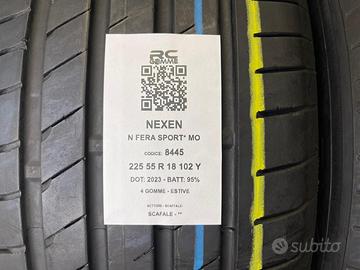 RC
GOMME
NEXEN
N FERA SPORT* MO
CODICE: 8445
225 55 R 18 102 Y
DOT: 2023 - BATT: 95%
4 GOMME - ESTIVE
SCAFALE - **
subito